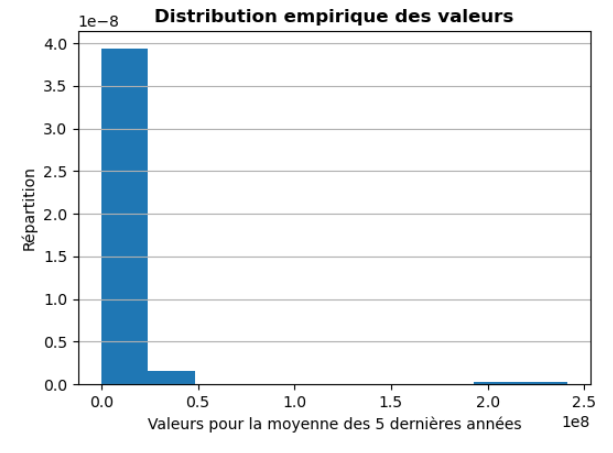 Distribution empirique des valeurs
1e−8
4.0
3.5
3.0
2.5
2.0
1.5
1.0
0.5
0.0
Répartition
0.0 0.5 1.0 1.5 2.0 2.5
1e8
Valeurs pour la moyenne des 5 dernières années